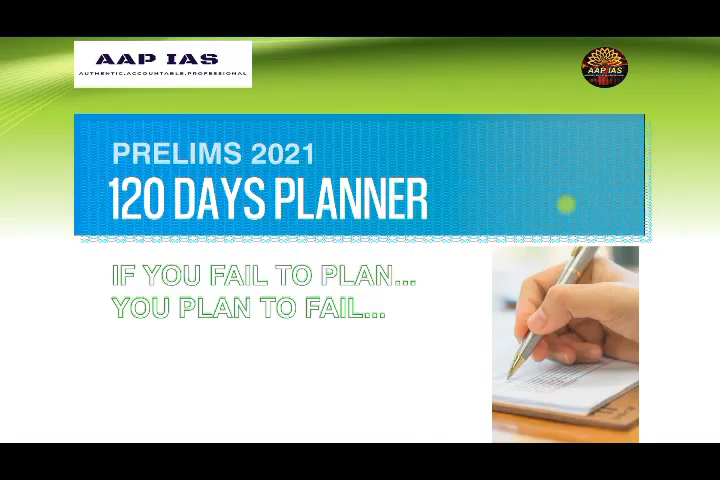 AAP IAS
AUTHENTIC.ACCOUNTABLE.PROFESSIONAL
AAP IAS
PRELIMS 2021
120 DAYS PLANNER
IF YOU FAIL TO PLAN...
YOU PLAN TO FAIL...